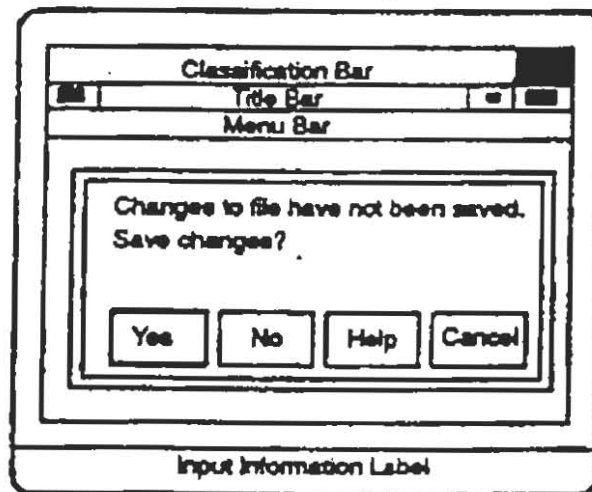 Classification Bar
Title Bar
Menu Bar
Changes to file have not been saved.
Save changes?
Yes No Help Cancel
Input Information Label